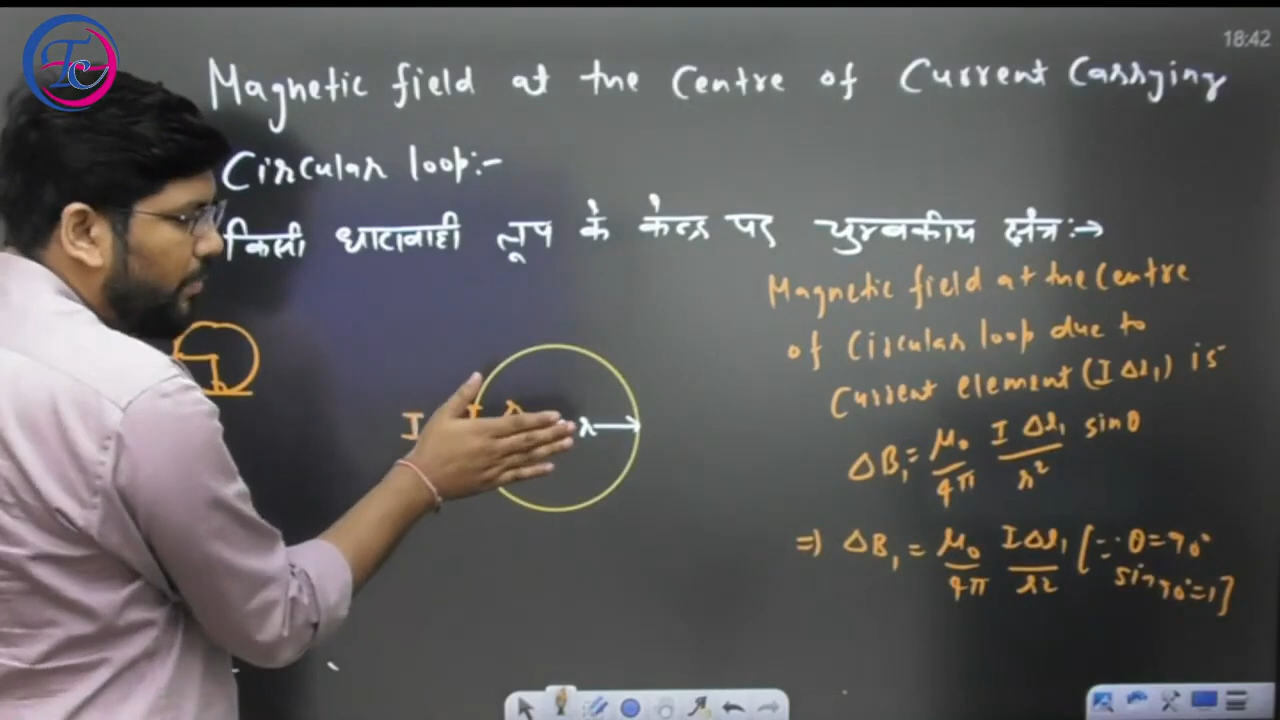 Tc
18:42
Magnetic field at the Centre of Current Carrying
Circular loop:-
किसी धारावाही लूप के केन्द्र पर चुम्बकीय क्षेत्र:→
Magnetic field at the Centre
of Circular loop due to
Current element (I Δl₁) is
ΔB₁ = μ₀/4π I Δl₁/r² sinθ
I
r
⇒ ΔB₁ = μ₀/4π I Δl₁/r² [∵ θ=90°
sin 90°=1]